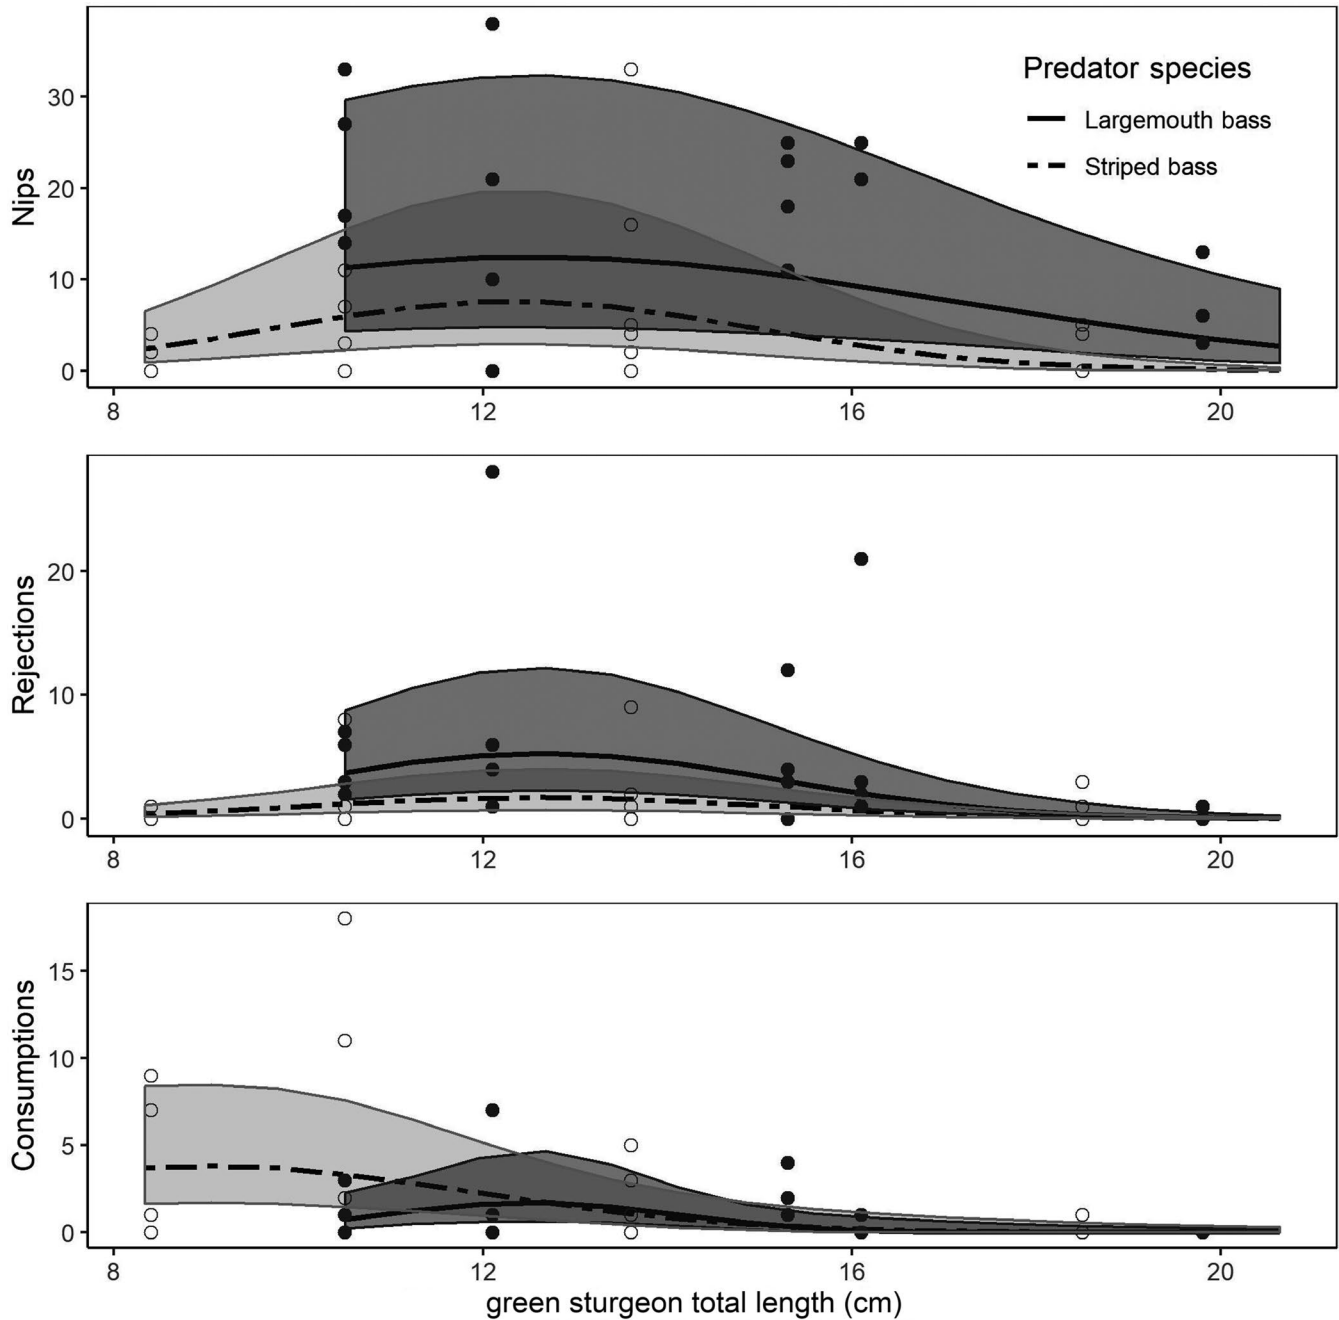 Predator species
Largemouth bass
Striped bass
Nips
30
20
10
0
8 12 16 20
Rejections
20
10
0
8 12 16 20
Consumptions
15
10
5
0
8 12 16 20
green sturgeon total length (cm)